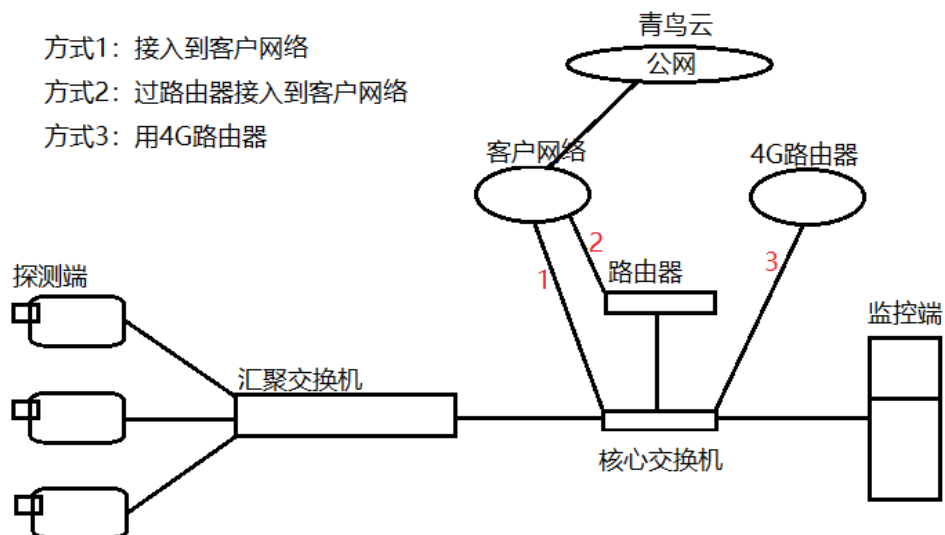 青鸟云
公网
方式1：接入到客户网络
方式2：过路由器接入到客户网络
方式3：用4G路由器
客户网络
4G路由器
2
1
3
路由器
探测端
监控端
汇聚交换机
核心交换机